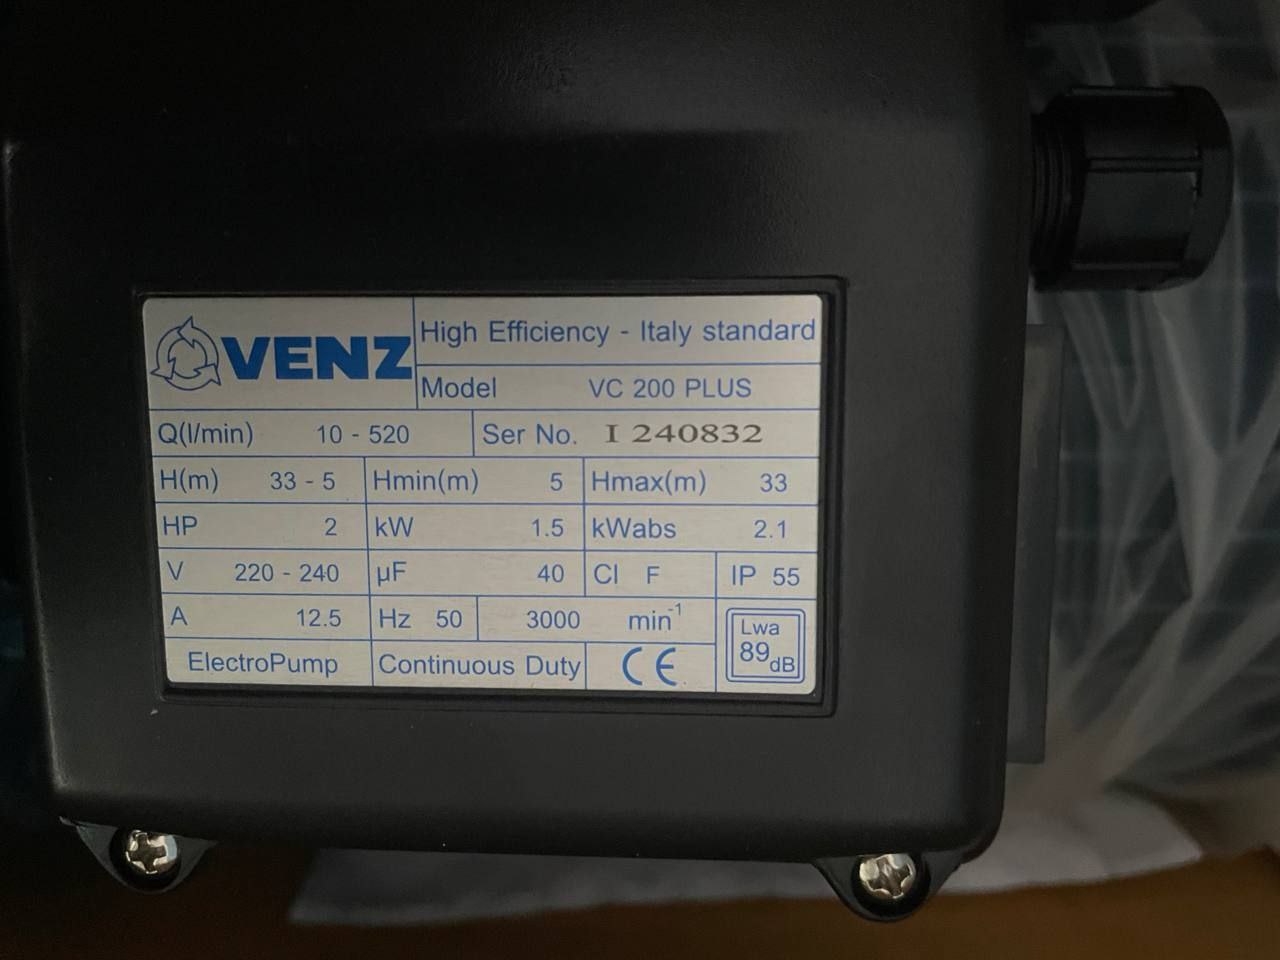 VENZ
High Efficiency - Italy standard
Model VC 200 PLUS
Q(l/min) 10 - 520 Ser No. I 240832
H(m) 33 - 5 Hmin(m) 5 Hmax(m) 33
HP 2 kW 1.5 kWabs 2.1
V 220 - 240 µF 40 Cl F IP 55
A 12.5 Hz 50 3000 min-1
Lwa
89 dB
ElectroPump Continuous Duty CE